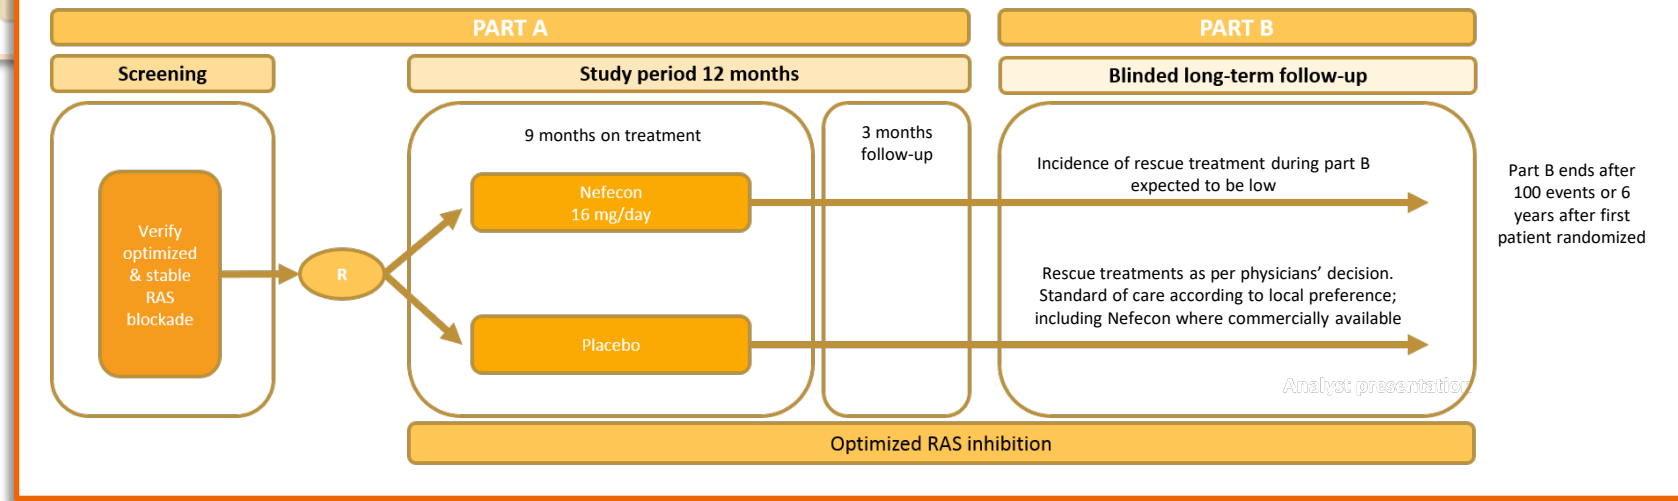 PART A
PART B
Screening
Study period 12 months
Blinded long-term follow-up
9 months on treatment
3 months
follow-up
Verify
optimized
& stable
RAS
blockade
R
Nefecon
16 mg/day
Placebo
Incidence of rescue treatment during part B
expected to be low
Rescue treatments as per physicians’ decision.
Standard of care according to local preference;
including Nefecon where commercially available
Analyst presentation
Part B ends after
100 events or 6
years after first
patient randomized
Optimized RAS inhibition